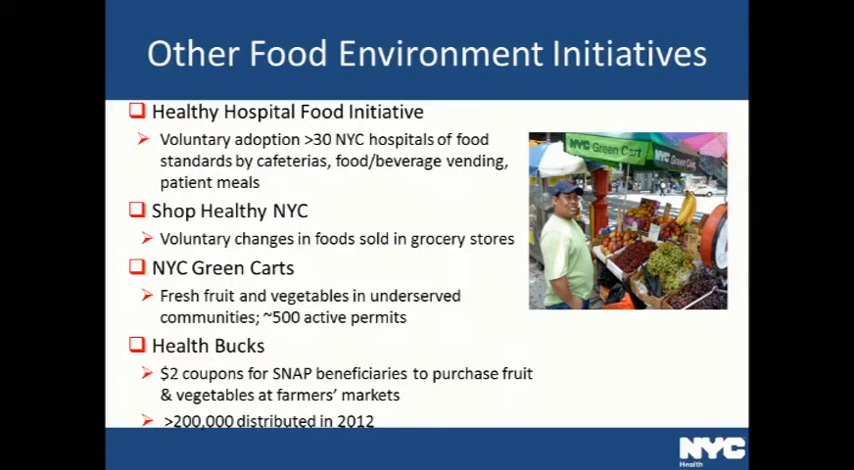 Other Food Environment Initiatives
Healthy Hospital Food Initiative
Voluntary adoption >30 NYC hospitals of food
standards by cafeterias, food/beverage vending,
patient meals
Shop Healthy NYC
Voluntary changes in foods sold in grocery stores
NYC Green Carts
Fresh fruit and vegetables in underserved
communities; ~500 active permits
Health Bucks
$2 coupons for SNAP beneficiaries to purchase fruit
& vegetables at farmers' markets
>200,000 distributed in 2012
NYC Green Cart
NYC Green Cart
NYC
Health